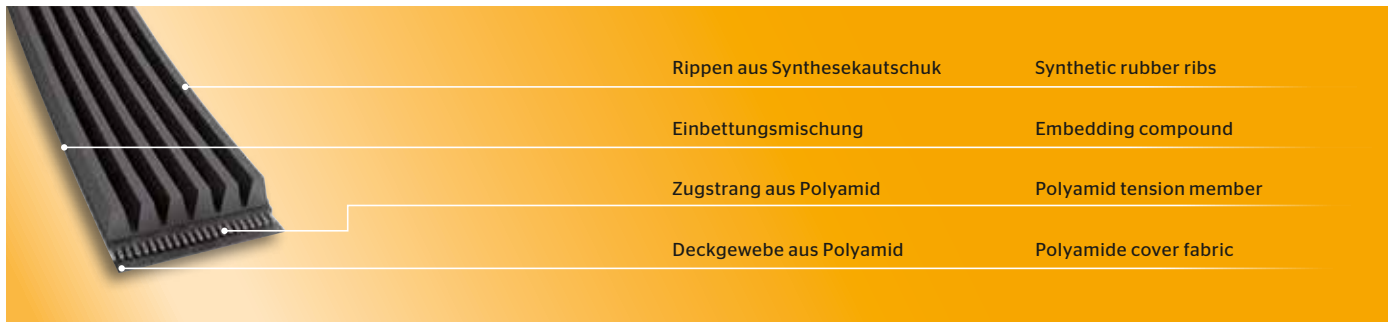 Rippen aus Synthesekautschuk Synthetic rubber ribs
Einbettungsmischung Embedding compound
Zugstrang aus Polyamid Polyamid tension member
Deckgewebe aus Polyamid Polyamide cover fabric